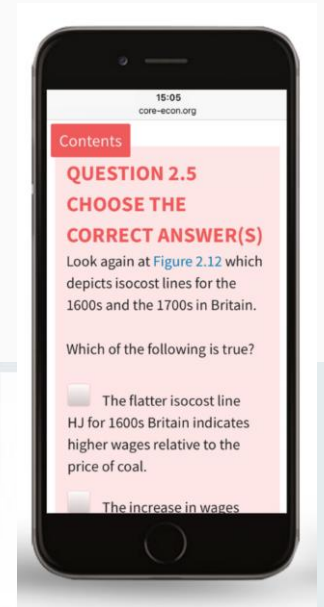 15:05
core-econ.org
Contents
QUESTION 2.5
CHOOSE THE
CORRECT ANSWER(S)
Look again at Figure 2.12 which
depicts isocost lines for the
1600s and the 1700s in Britain.
Which of the following is true?
The flatter isocost line
HJ for 1600s Britain indicates
higher wages relative to the
price of coal.
The increase in wages